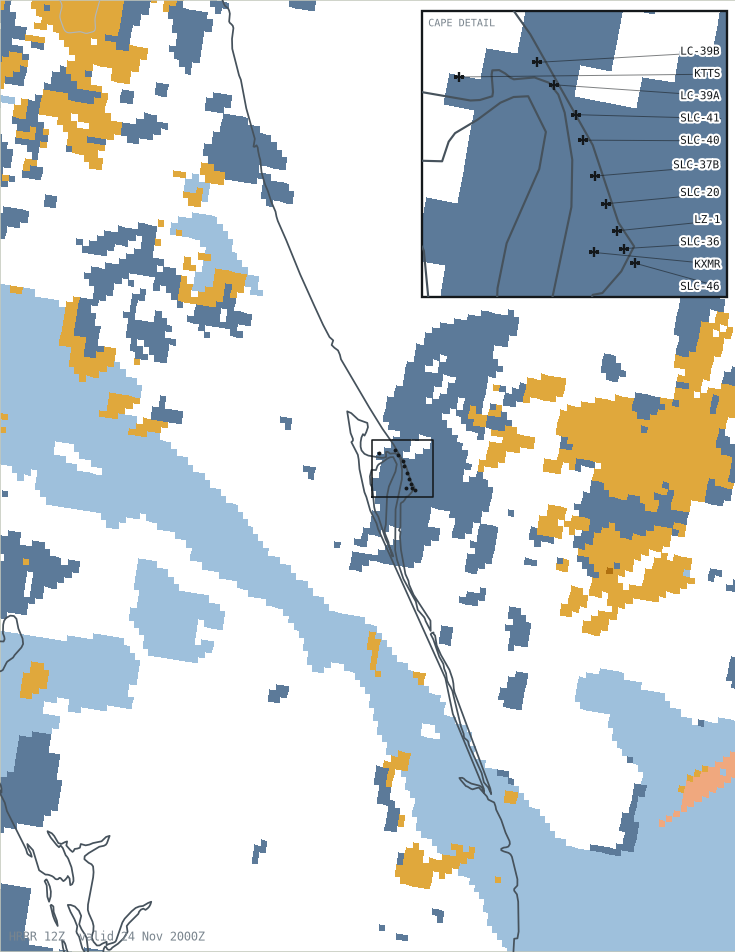 CAPE DETAIL
LC-39B
KTTS
LC-39A
SLC-41
SLC-40
SLC-37B
SLC-20
LZ-1
SLC-36
KXMR
SLC-46
HRRR 12Z valid 24 Nov 2000Z